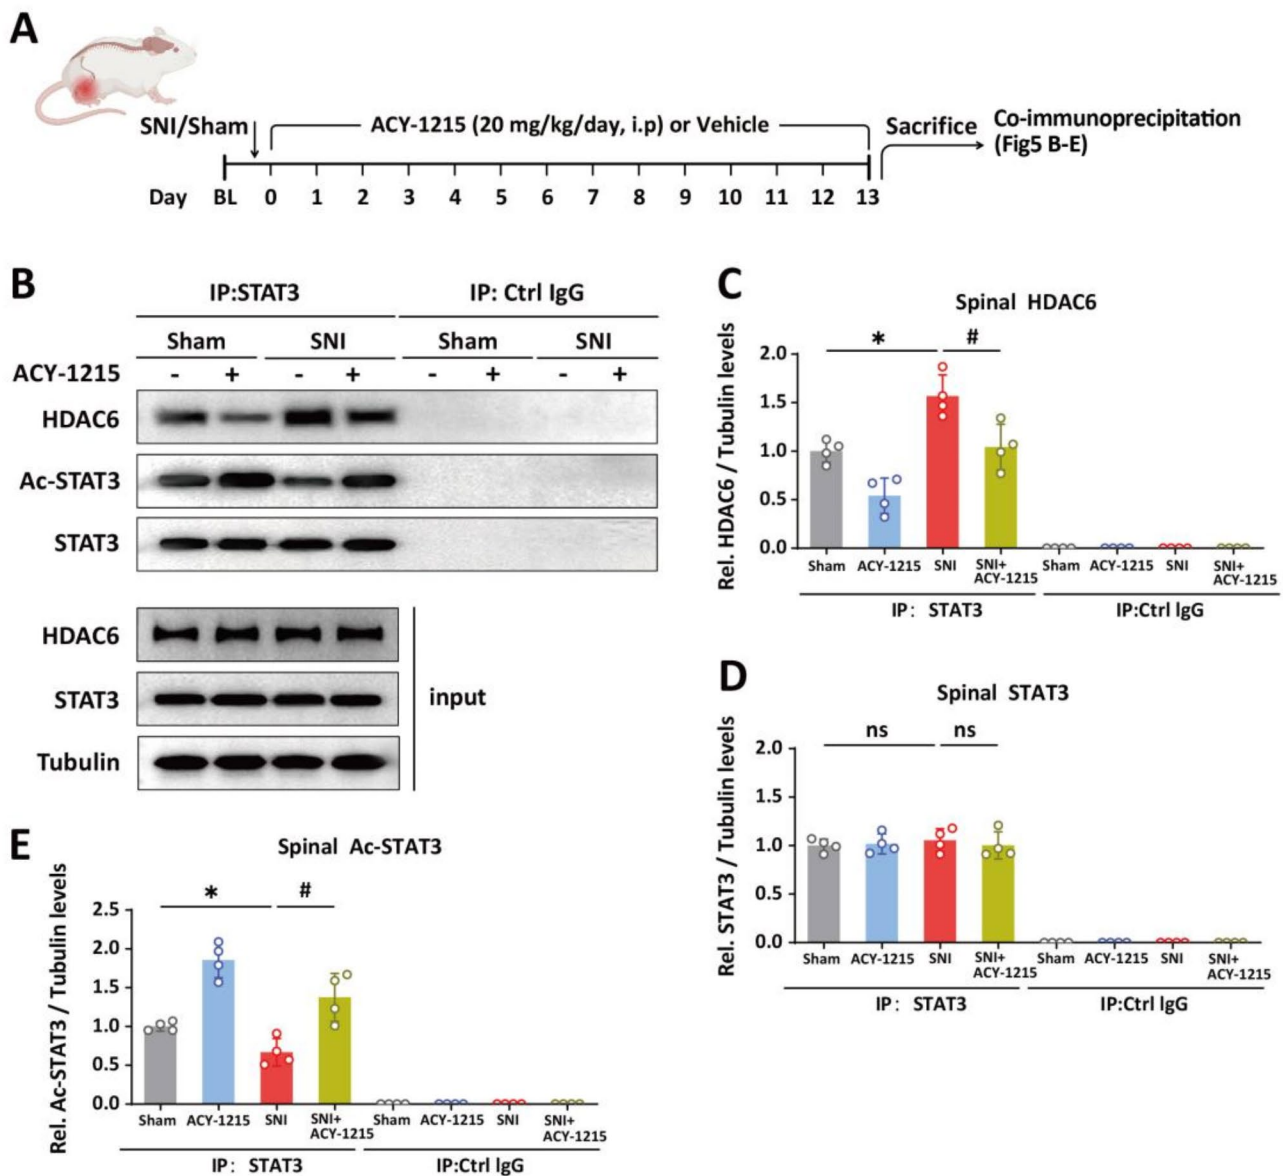 A
SNI/Sham
ACY-1215 (20 mg/kg/day, i.p) or Vehicle
Sacrifice
Co-immunoprecipitation
(Fig5 B-E)
Day BL 0 1 2 3 4 5 6 7 8 9 10 11 12 13
B
IP:STAT3 IP: Ctrl IgG
Sham SNI Sham SNI
ACY-1215 - + - + - + - +
HDAC6
Ac-STAT3
STAT3
HDAC6
STAT3
Tubulin
input
C
Spinal HDAC6
* #
Rel. HDAC6 / Tubulin levels
2.0
1.5
1.0
0.5
0.0
Sham ACY-1215 SNI SNI+ Sham ACY-1215 SNI SNI+
ACY-1215 ACY-1215
IP: STAT3 IP:Ctrl IgG
D
Spinal STAT3
ns ns
Rel. STAT3 / Tubulin levels
2.0
1.5
1.0
0.5
0.0
Sham ACY-1215 SNI SNI+ Sham ACY-1215 SNI SNI+
ACY-1215 ACY-1215
IP: STAT3 IP:Ctrl IgG
E
Spinal Ac-STAT3
* #
Rel. Ac-STAT3 / Tubulin levels
2.5
2.0
1.5
1.0
0.5
0.0
Sham ACY-1215 SNI SNI+ Sham ACY-1215 SNI SNI+
ACY-1215 ACY-1215
IP: STAT3 IP:Ctrl IgG